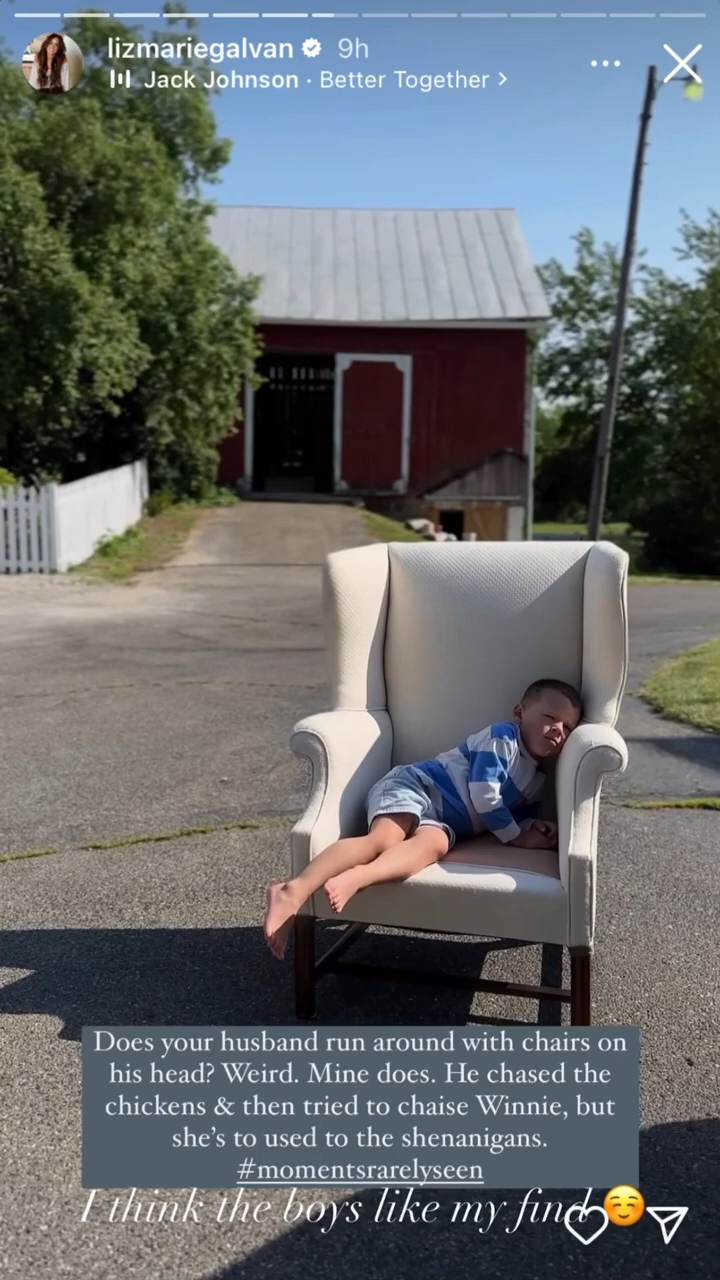 lizmariegalvan 9h
Jack Johnson · Better Together >
Does your husband run around with chairs on
his head? Weird. Mine does. He chased the
chickens & then tried to chaise Winnie, but
she's to used to the shenanigans.
#momentsrarelyseen
I think the boys like my find ☺️